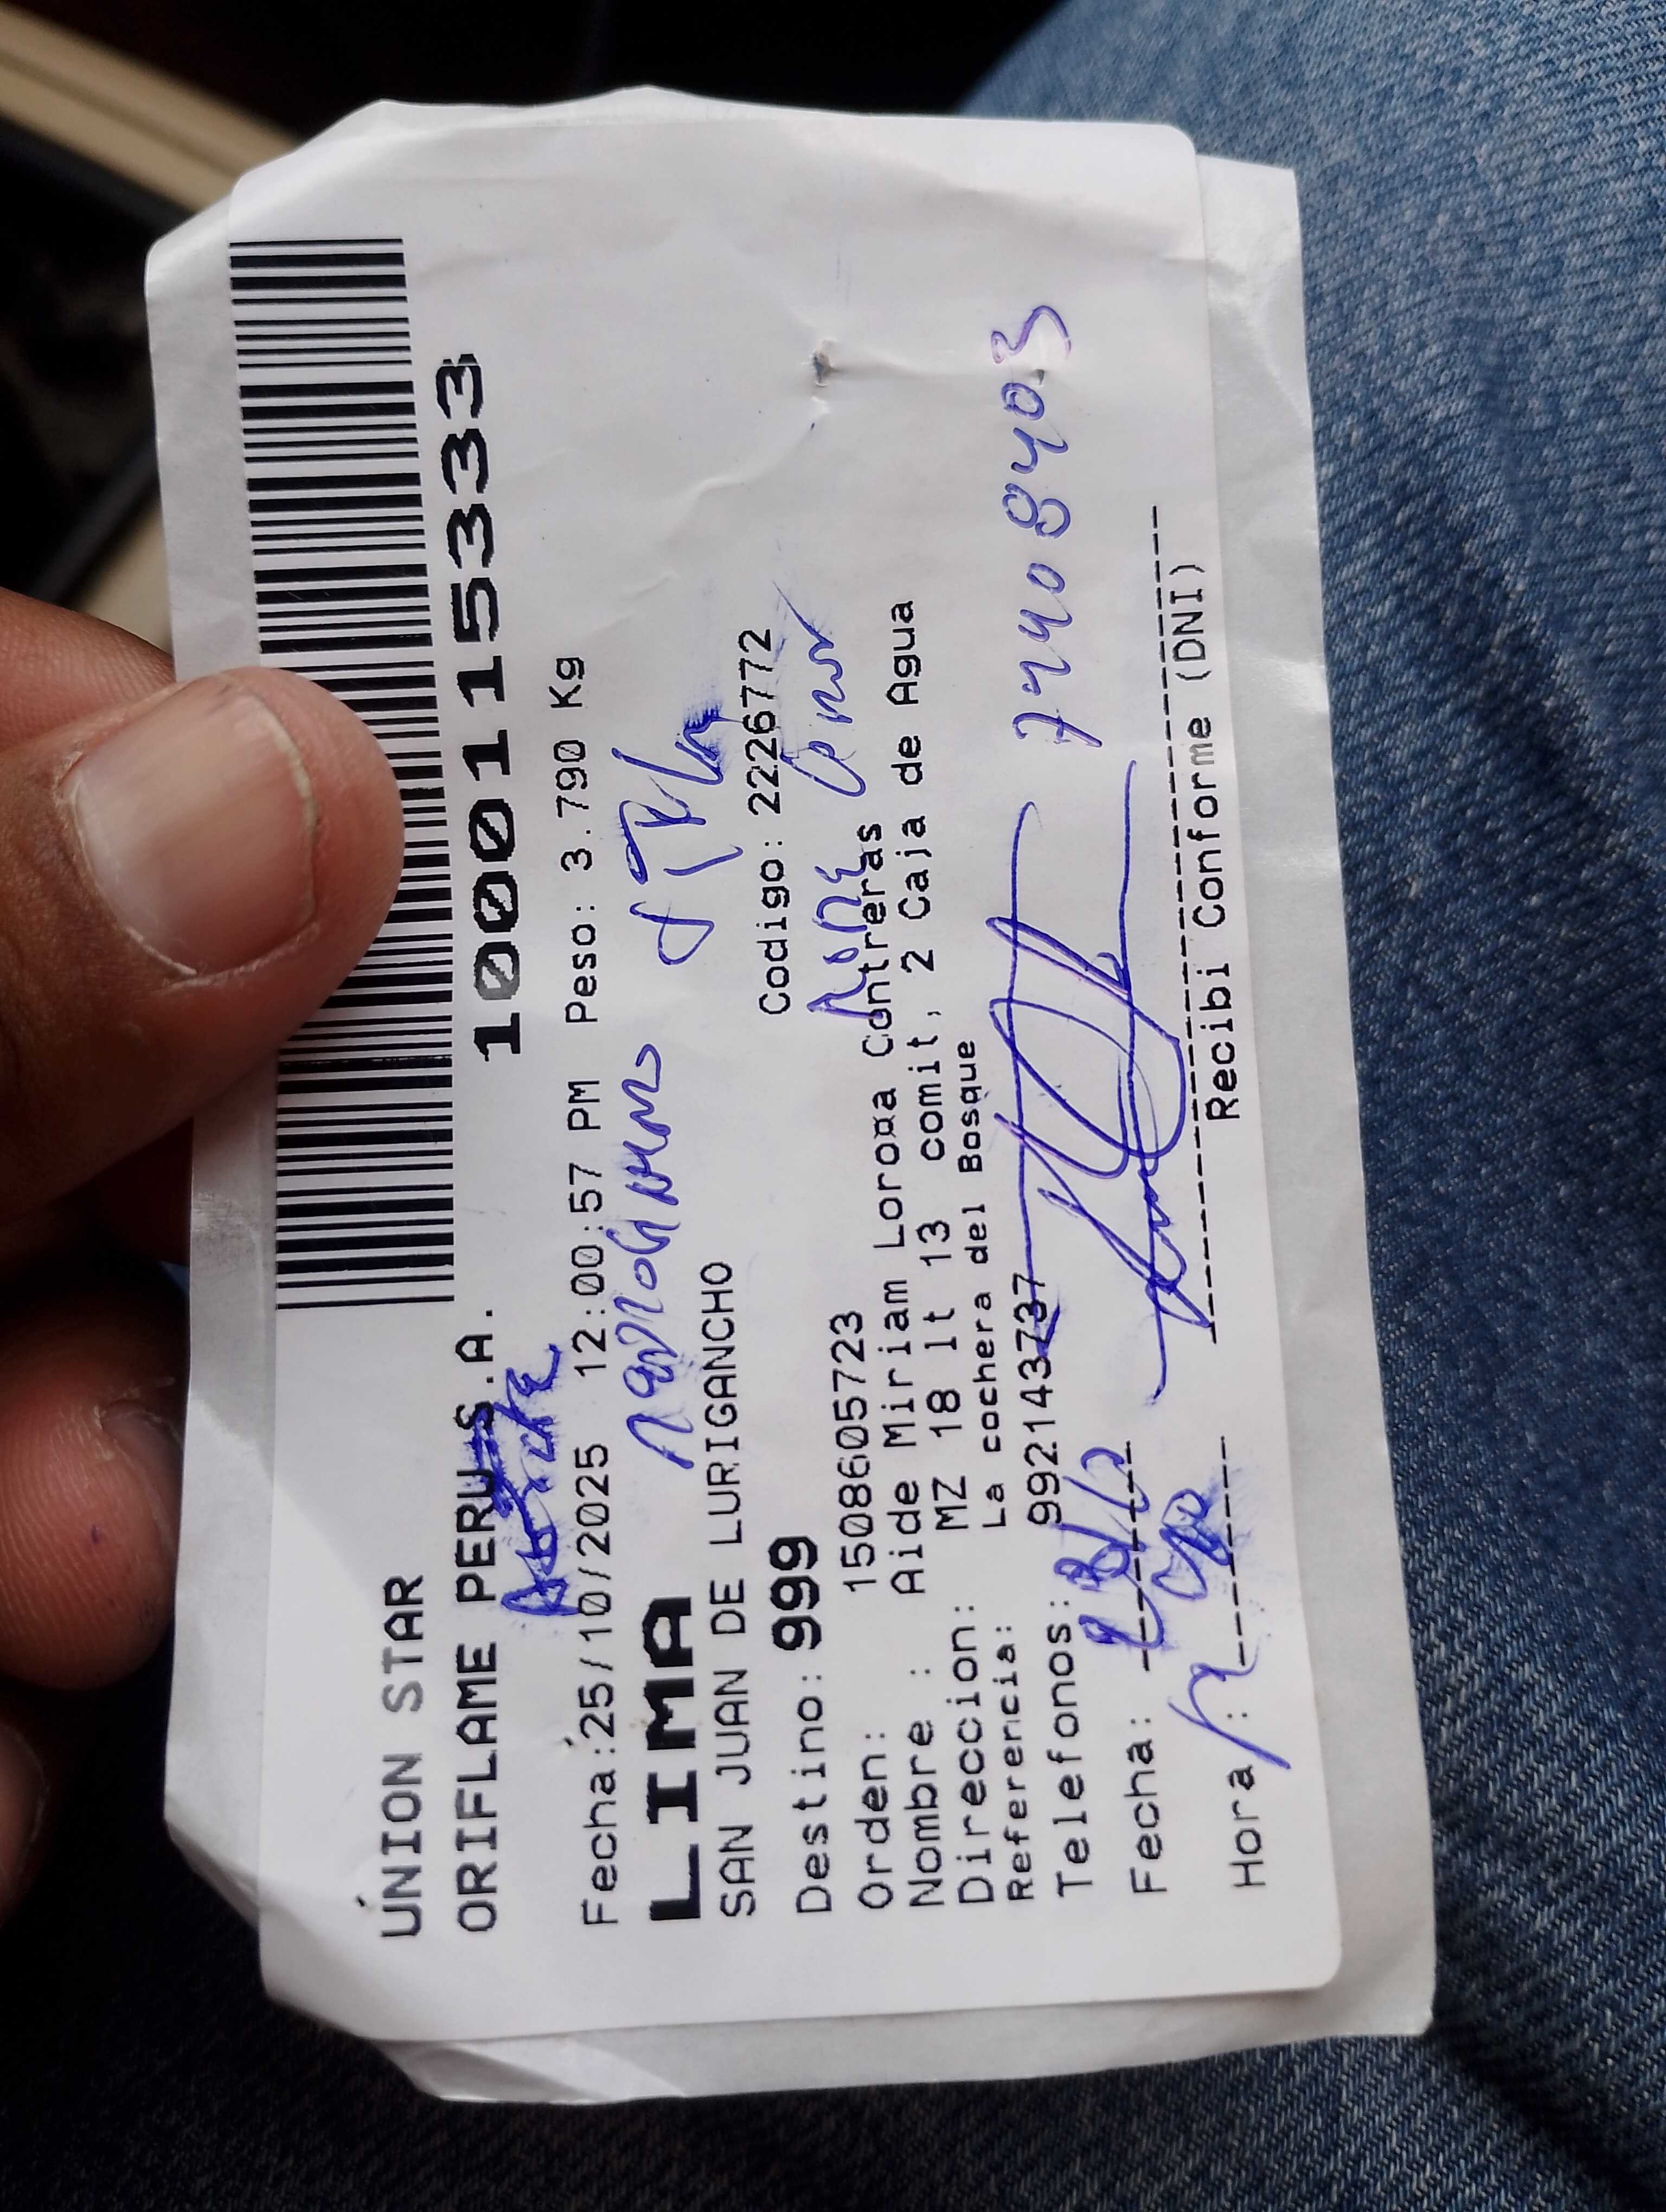 UNION STAR
ORIFLAME PERU S.A.
1000115333
Fecha:25/10/2025 12:00:57 PM Peso: 3.790 Kg
LIMA
SAN JUAN DE LURIGANCHO
Destino: 999 Codigo: 2226772
Orden: 1508605723
Nombre : Aide Miriam Loroña Contreras
Direccion: MZ 18 lt 13 comit, 2 Caja de Agua
Referencia: La cochera del Bosque
Telefonos: 992143737
77408403
Fecha:
Hora :
Recibi Conforme (DNI)